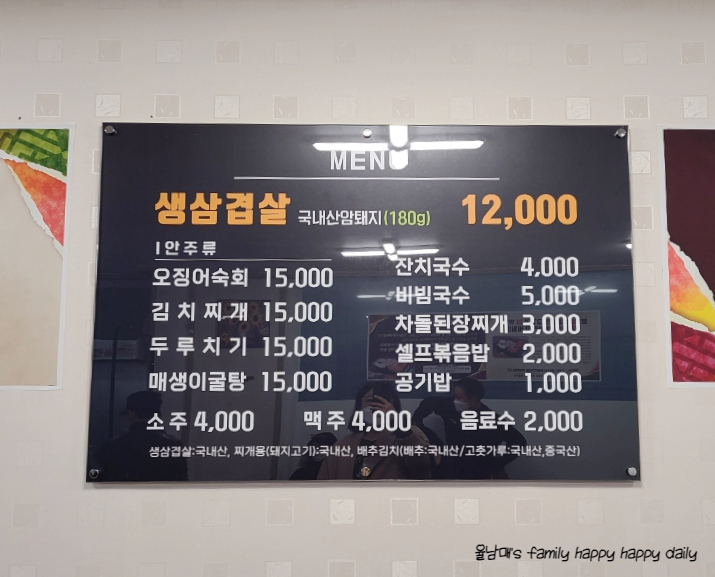 MENU
생삼겹살 국내산암퇘지(180g) 12,000
안주류
오징어숙회 15,000
김치찌개 15,000
두루치기 15,000
매생이굴탕 15,000
잔치국수 4,000
비빔국수 5,000
차돌된장찌개 3,000
셀프볶음밥 2,000
공기밥 1,000
소주 4,000 맥주 4,000 음료수 2,000
생삼겹살:국내산, 찌개용(돼지고기):국내산, 배추김치(배추:국내산/고춧가루:국내산,중국산)
율남매's family happy happy daily